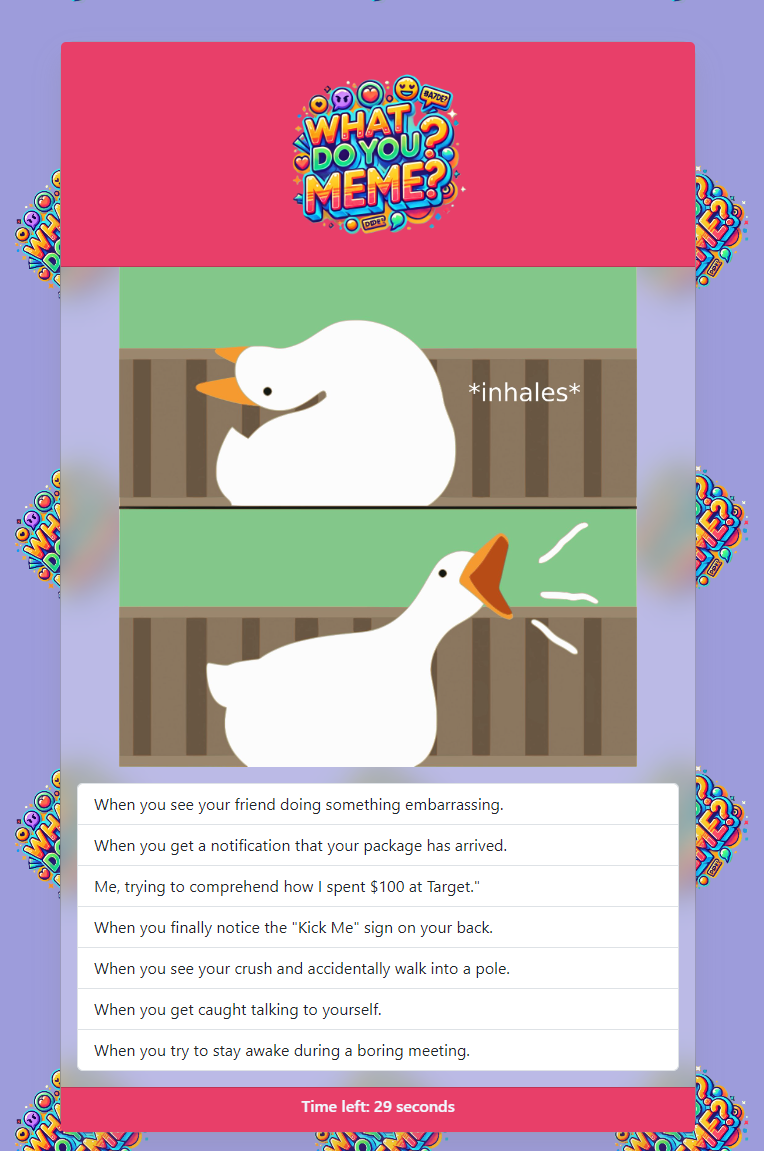 WHAT
DO YOU
MEME?
*inhales*
When you see your friend doing something embarrassing.
When you get a notification that your package has arrived.
Me, trying to comprehend how I spent $100 at Target."
When you finally notice the "Kick Me" sign on your back.
When you see your crush and accidentally walk into a pole.
When you get caught talking to yourself.
When you try to stay awake during a boring meeting.
Time left: 29 seconds